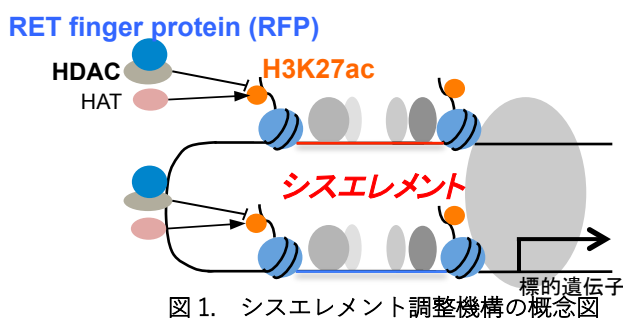 RET finger protein (RFP)
HDAC
H3K27ac
HAT
シスエレメント
標的遺伝子
図 1. シスエレメント調整機構の概念図